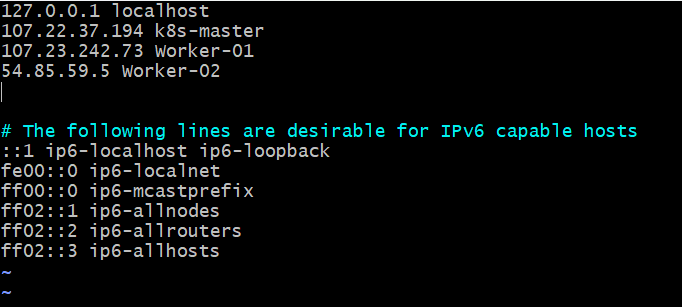 127.0.0.1 localhost
107.22.37.194 k8s-master
107.23.242.73 Worker-01
54.85.59.5 Worker-02
# The following lines are desirable for IPv6 capable hosts
::1 ip6-localhost ip6-loopback
fe00::0 ip6-localnet
ff00::0 ip6-mcastprefix
ff02::1 ip6-allnodes
ff02::2 ip6-allrouters
ff02::3 ip6-allhosts
~
~